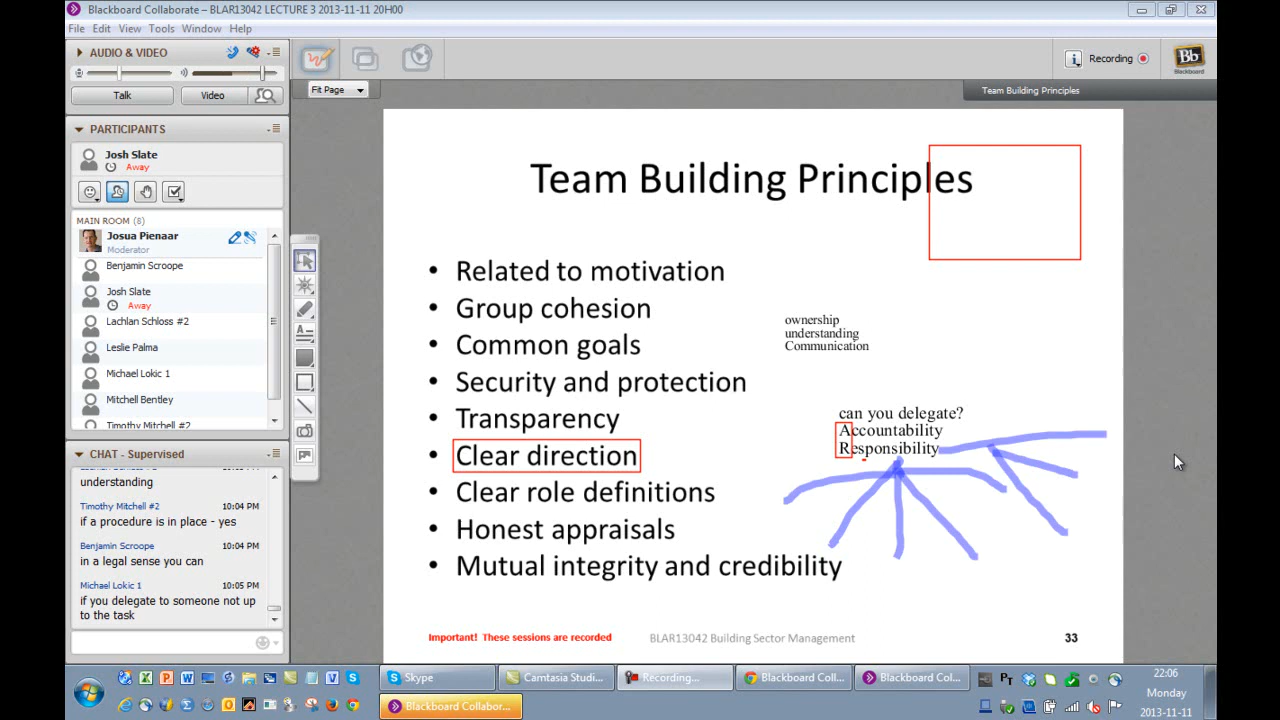 Blackboard Collaborate – BLAR13042 LECTURE 3 2013-11-11 20H00
File Edit View Tools Window Help
AUDIO & VIDEO
Talk Video
PARTICIPANTS
Josh Slate
Away
MAIN ROOM (8)
Josua Pienaar
Moderator
Benjamin Scroope
Josh Slate
Away
Lachlan Schloss #2
Leslie Palma
Michael Lokic 1
Mitchell Bentley
Timothy Mitchell #2
CHAT - Supervised
understanding
Timothy Mitchell #2 10:04 PM
if a procedure is in place - yes
Benjamin Scroope 10:04 PM
in a legal sense you can
Michael Lokic 1 10:05 PM
if you delegate to someone not up
to the task
Recording
Bb
Blackboard
Fit Page
Team Building Principles
Team Building Principles
• Related to motivation
• Group cohesion
• Common goals
• Security and protection
• Transparency
• Clear direction
• Clear role definitions
• Honest appraisals
• Mutual integrity and credibility
ownership
understanding
Communication
can you delegate?
Accountability
Responsibility
Important! These sessions are recorded
BLAR13042 Building Sector Management
33
Skype
Camtasia Studi...
Recording...
Blackboard Coll...
Blackboard Col...
Blackboard Collabor...
22:06
Monday
2013-11-11